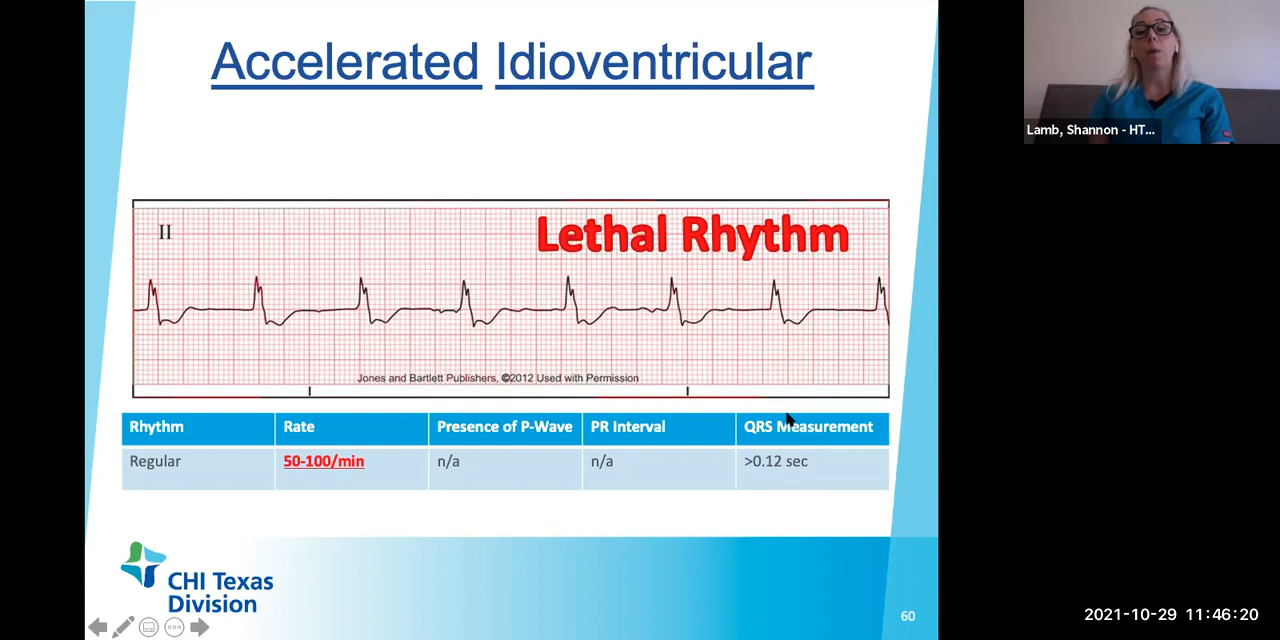 Accelerated Idioventricular
Lamb, Shannon - HT...
II
Lethal Rhythm
Jones and Bartlett Publishers, ©2012 Used with Permission
Rhythm Rate Presence of P-Wave PR Interval QRS Measurement
Regular 50-100/min n/a n/a >0.12 sec
CHI Texas
Division
60
2021-10-29 11:46:20